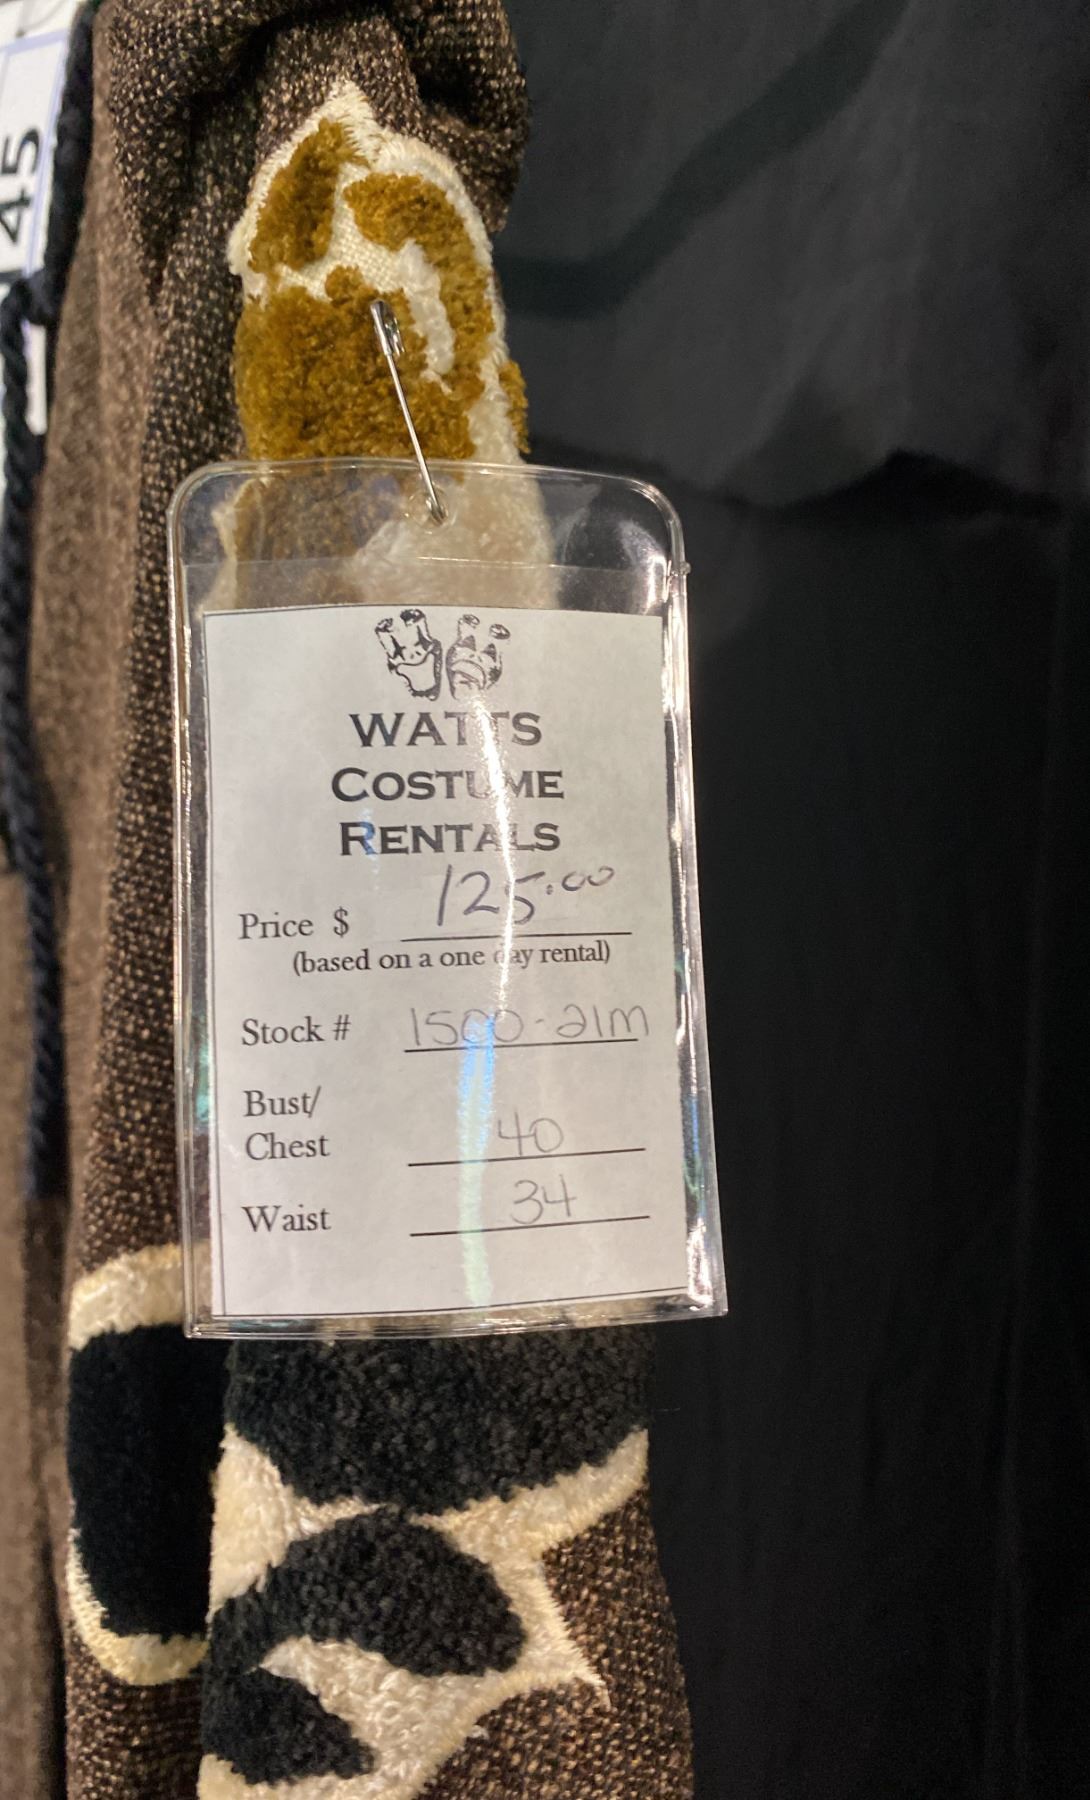 45
WATTS
COSTUME
RENTALS
Price $ 125.00
(based on a one day rental)
Stock # 1500-21M
Bust/
Chest 40
Waist 34